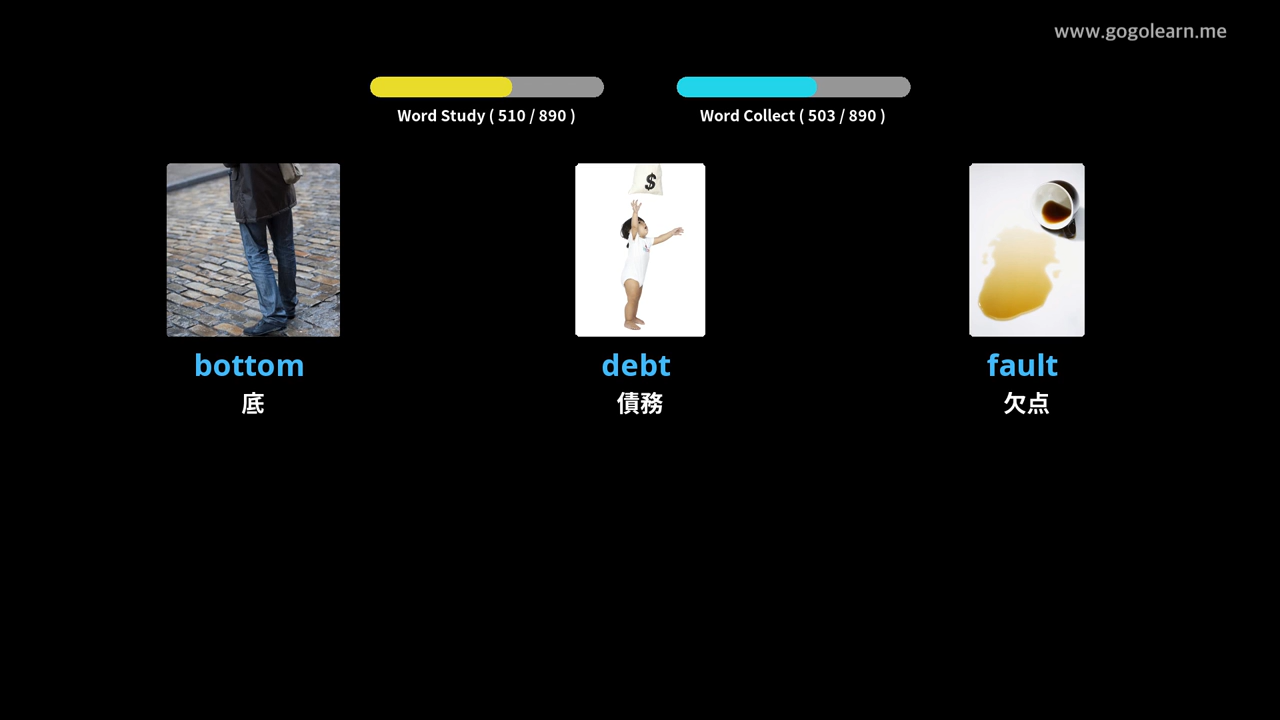 www.gogolearn.me
Word Study ( 510 / 890 )
Word Collect ( 503 / 890 )
$
bottom
底
debt
債務
fault
欠点